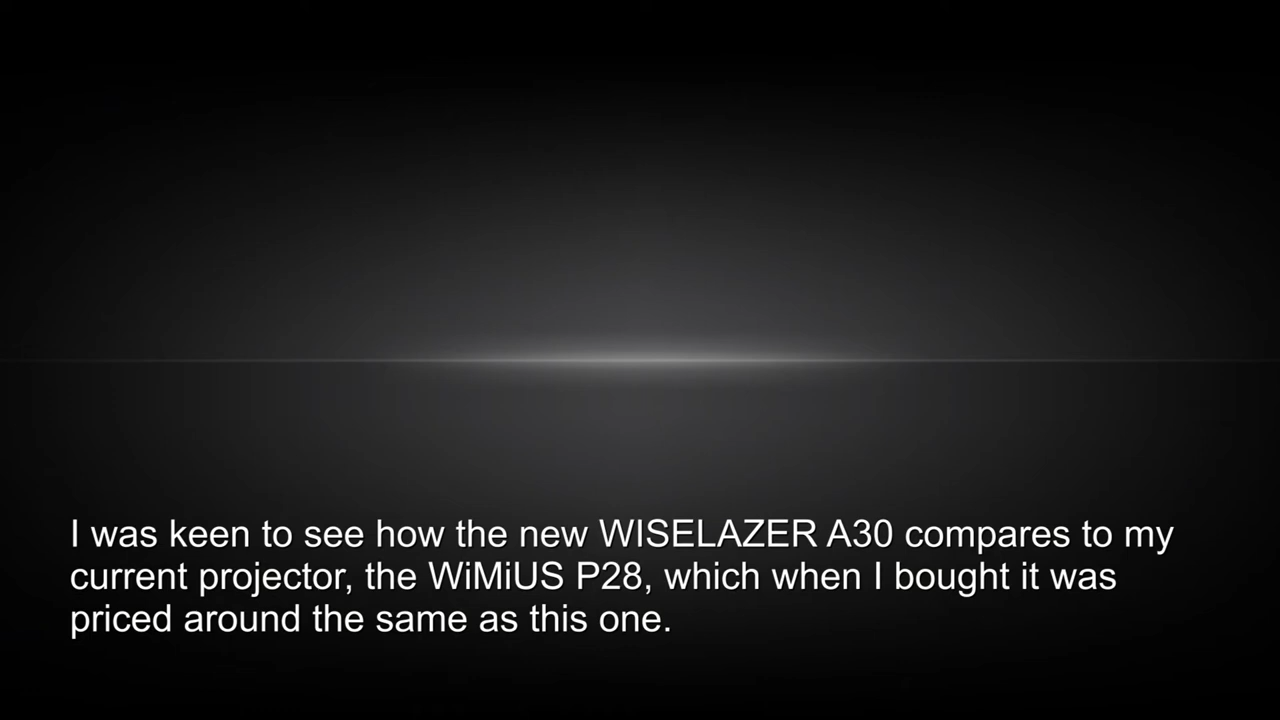 I was keen to see how the new WISELAZER A30 compares to my
current projector, the WiMiUS P28, which when I bought it was
priced around the same as this one.